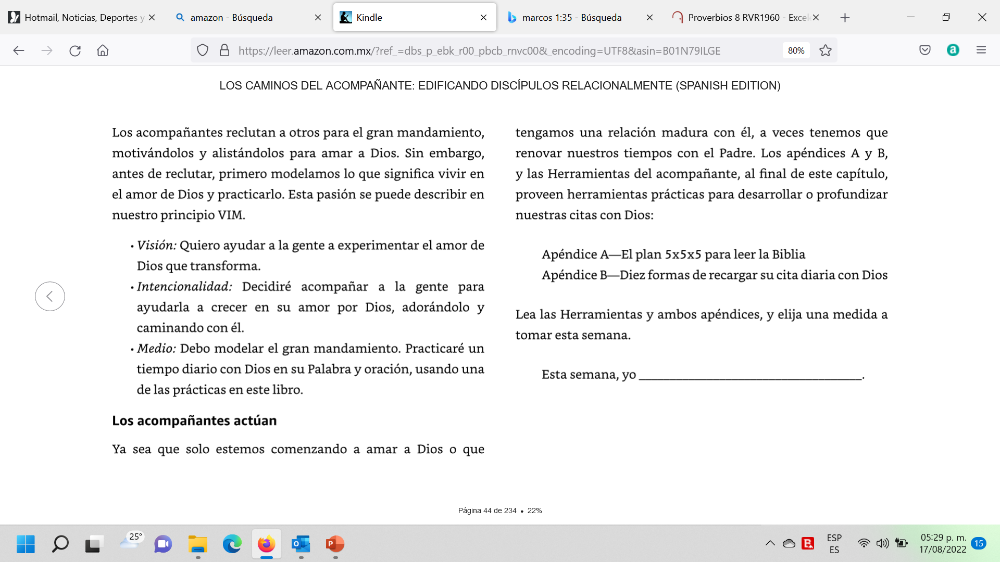 Hotmail, Noticias, Deportes y
amazon - Búsqueda
Kindle
marcos 1:35 - Búsqueda
Proverbios 8 RVR1960 - Excel
https://leer.amazon.com.mx/?ref_=dbs_p_ebk_r00_pbcb_rnvc00&_encoding=UTF8&asin=B01N79ILGE
80%
LOS CAMINOS DEL ACOMPAÑANTE: EDIFICANDO DISCÍPULOS RELACIONALMENTE (SPANISH EDITION)
Los acompañantes reclutan a otros para el gran mandamiento,
motivándolos y alistándolos para amar a Dios. Sin embargo,
antes de reclutar, primero modelamos lo que significa vivir en
el amor de Dios y practicarlo. Esta pasión se puede describir en
nuestro principio VIM.
• Visión: Quiero ayudar a la gente a experimentar el amor de
Dios que transforma.
• Intencionalidad: Decidiré acompañar a la gente para
ayudarla a crecer en su amor por Dios, adorándolo y
caminando con él.
• Medio: Debo modelar el gran mandamiento. Practicaré un
tiempo diario con Dios en su Palabra y oración, usando una
de las prácticas en este libro.
Los acompañantes actúan
Ya sea que solo estemos comenzando a amar a Dios o que
tengamos una relación madura con él, a veces tenemos que
renovar nuestros tiempos con el Padre. Los apéndices A y B,
y las Herramientas del acompañante, al final de este capítulo,
proveen herramientas prácticas para desarrollar o profundizar
nuestras citas con Dios:
Apéndice A—El plan 5x5x5 para leer la Biblia
Apéndice B—Diez formas de recargar su cita diaria con Dios
Lea las Herramientas y ambos apéndices, y elija una medida a
tomar esta semana.
Esta semana, yo __________________________________.
Página 44 de 234 • 22%
25°
ESP
ES
05:29 p. m.
17/08/2022
15